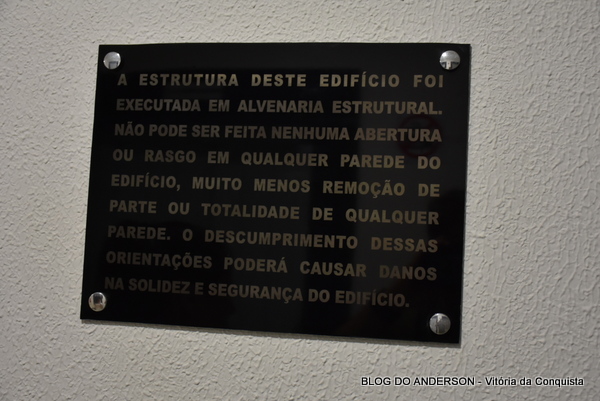 A ESTRUTURA DESTE EDIFÍCIO FOI
EXECUTADA EM ALVENARIA ESTRUTURAL.
NÃO PODE SER FEITA NENHUMA ABERTURA
OU RASGO EM QUALQUER PAREDE DO
EDIFÍCIO, MUITO MENOS REMOÇÃO DE
PARTE OU TOTALIDADE DE QUALQUER
PAREDE. O DESCUMPRIMENTO DESSAS
ORIENTAÇÕES PODERÁ CAUSAR DANOS
NA SOLIDEZ E SEGURANÇA DO EDIFÍCIO.
BLOG DO ANDERSON - Vitória da Conquista